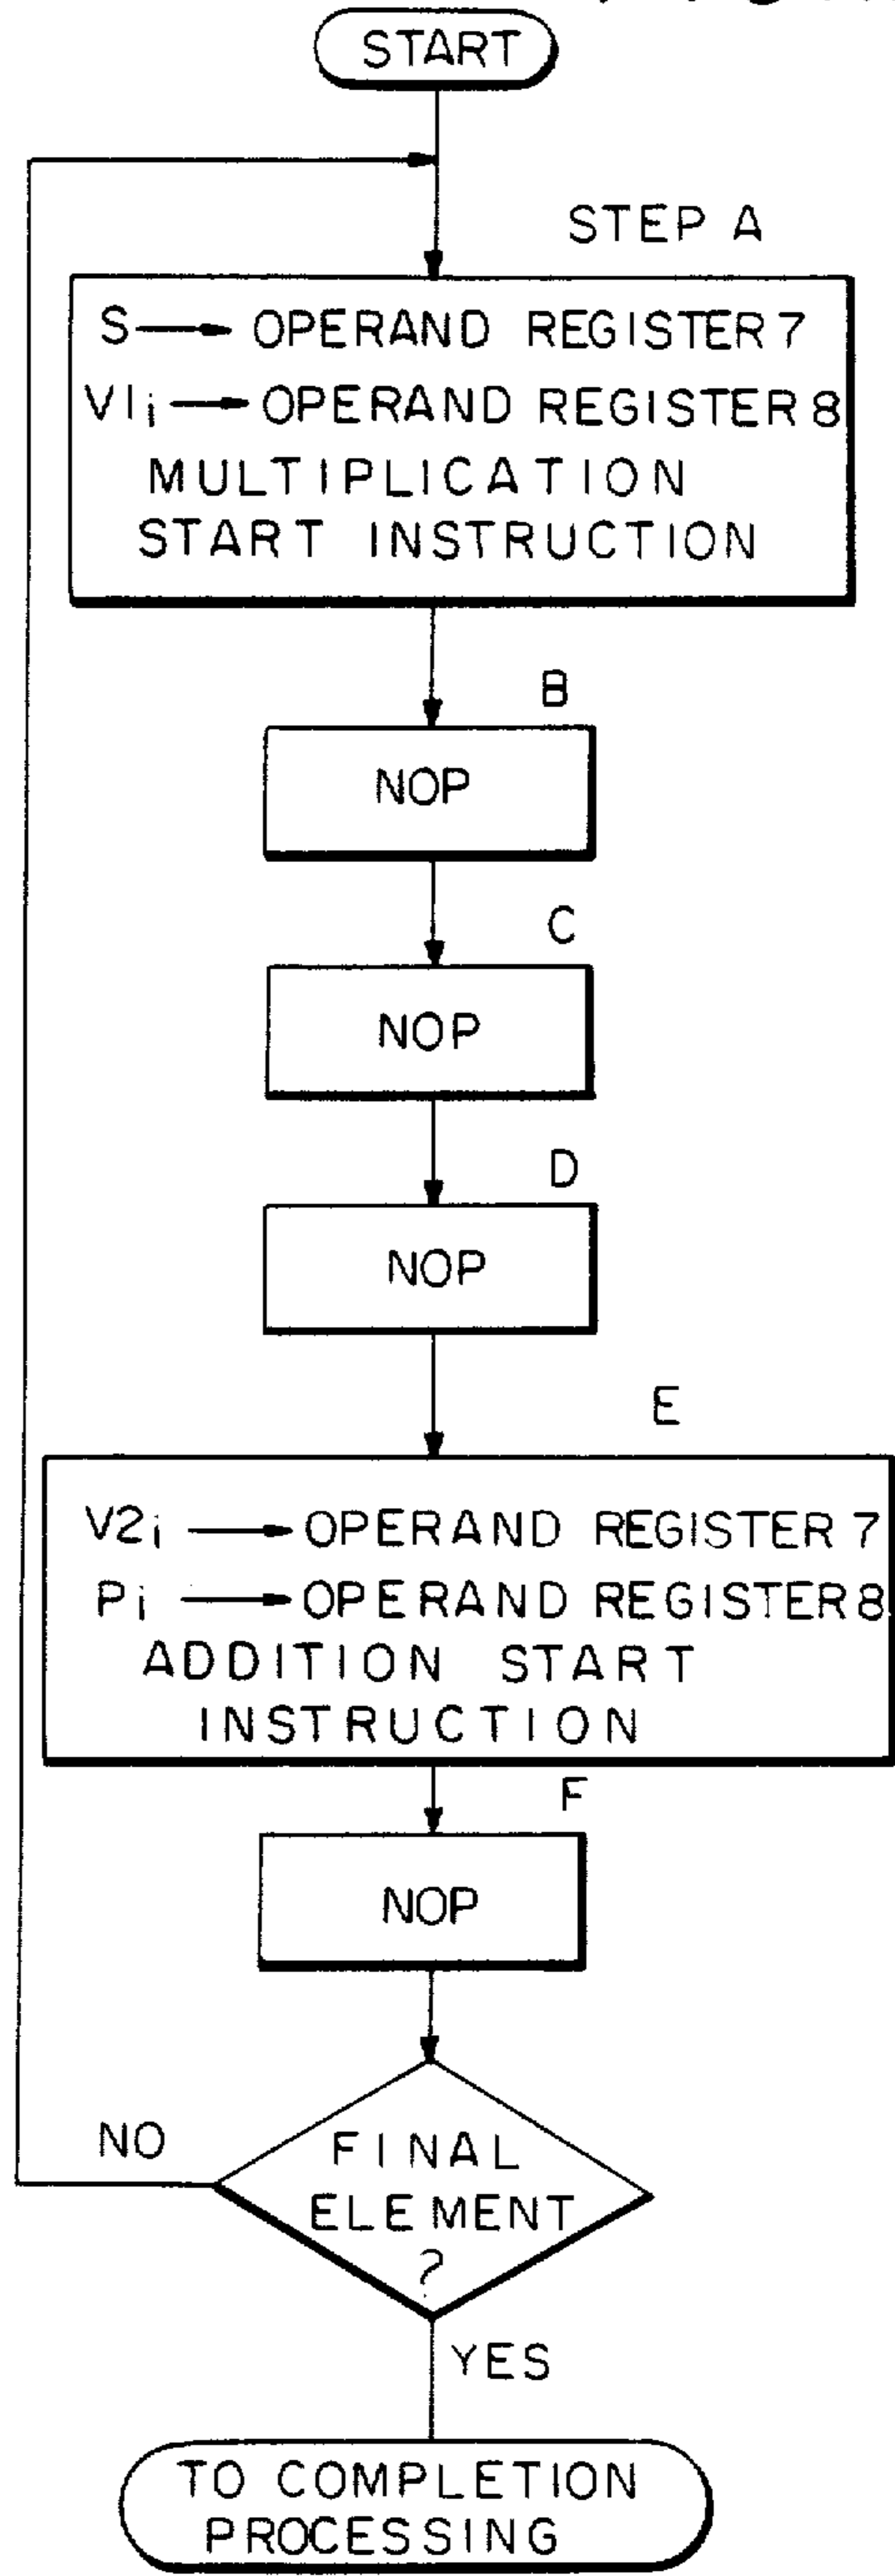 START
STEP A
S → OPERAND REGISTER 7
V1i → OPERAND REGISTER 8
MULTIPLICATION
START INSTRUCTION
B
NOP
C
NOP
D
NOP
E
V2i → OPERAND REGISTER 7
Pi → OPERAND REGISTER 8
ADDITION START
INSTRUCTION
F
NOP
NO
FINAL
ELEMENT
?
YES
TO COMPLETION
PROCESSING